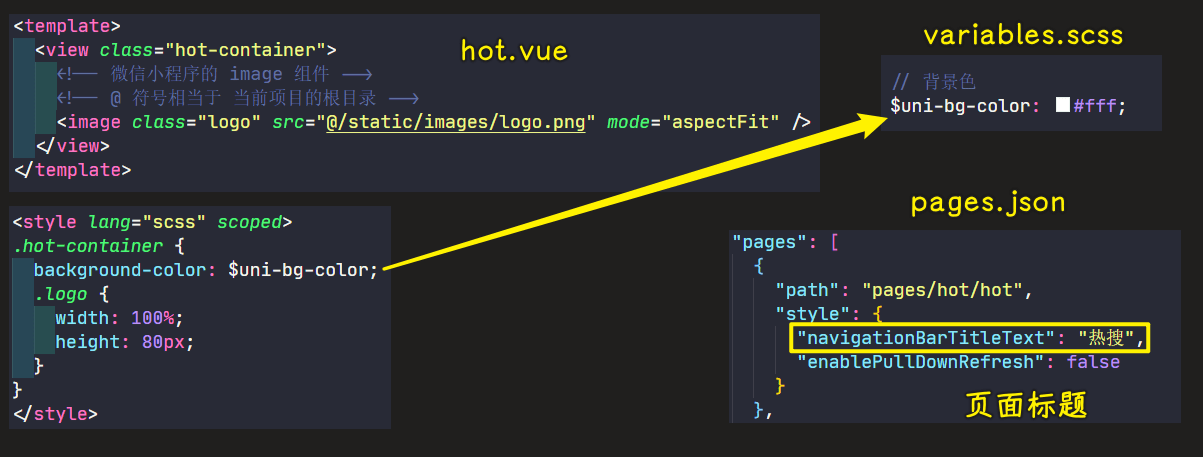 hot.vue
<template>
<view class="hot-container">
<!-- 微信小程序的 image 组件 -->
<!-- @ 符号相当于 当前项目的根目录 -->
<image class="logo" src="@/static/images/logo.png" mode="aspectFit" />
</view>
</template>
<style lang="scss" scoped>
.hot-container {
background-color: $uni-bg-color;
.logo {
width: 100%;
height: 80px;
}
}
</style>
variables.scss
// 背景色
$uni-bg-color: #fff;
pages.json
"pages": [
{
"path": "pages/hot/hot",
"style": {
"navigationBarTitleText": "热搜",
"enablePullDownRefresh": false
}
},
页面标题